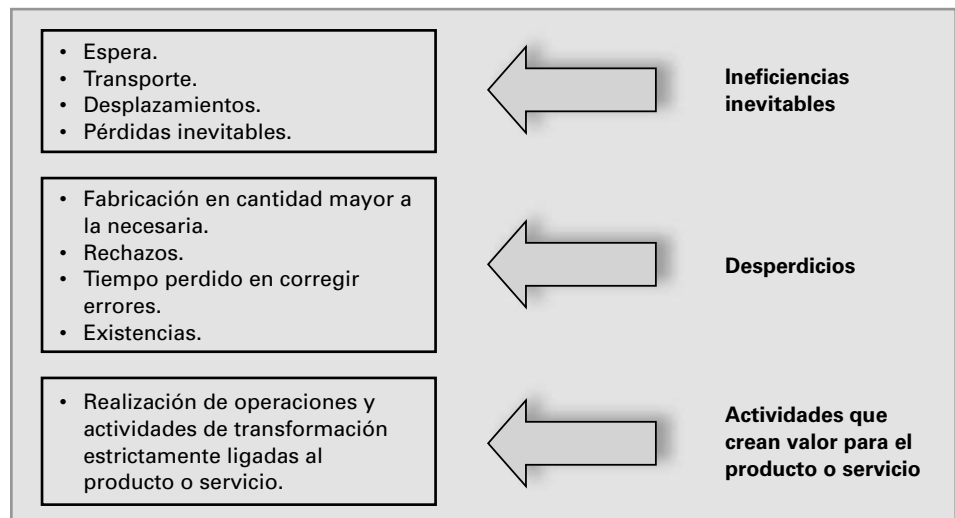 • Espera.
• Transporte.
• Desplazamientos.
• Pérdidas inevitables.
Ineficiencias
inevitables
• Fabricación en cantidad mayor a
la necesaria.
• Rechazos.
• Tiempo perdido en corregir
errores.
• Existencias.
Desperdicios
• Realización de operaciones y
actividades de transformación
estrictamente ligadas al
producto o servicio.
Actividades que
crean valor para el
producto o servicio